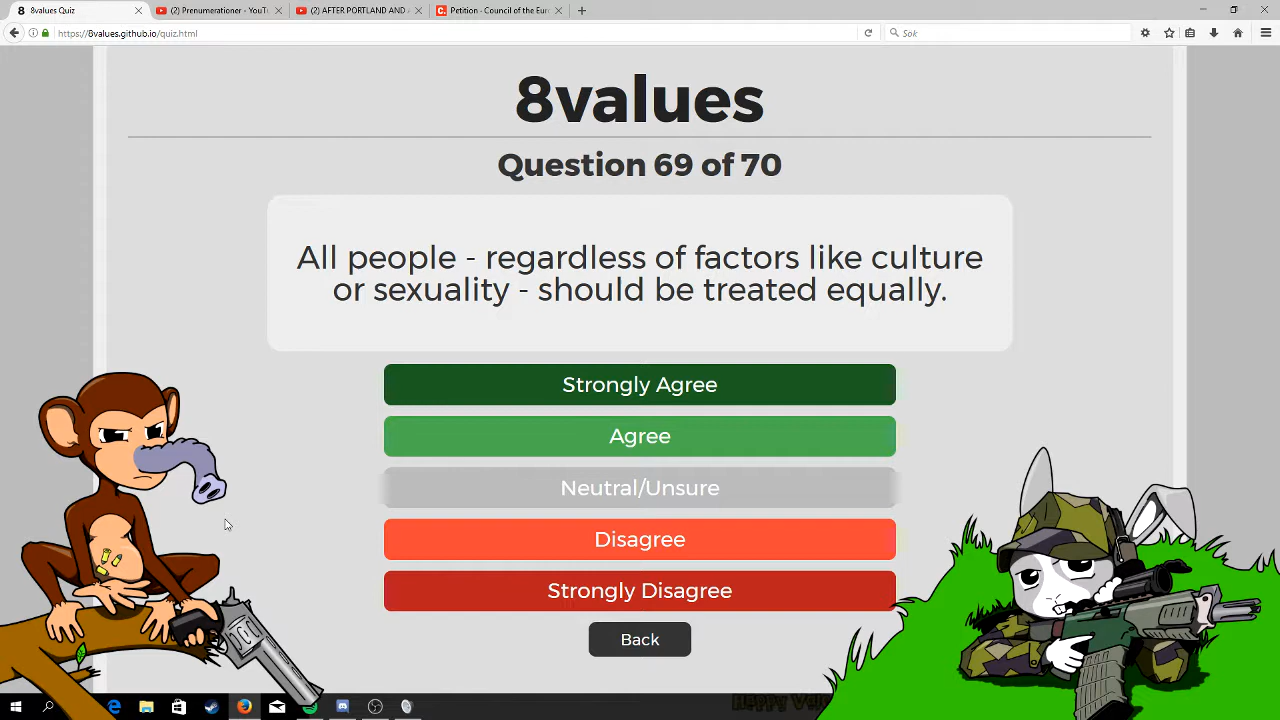 8 8values Quiz
(2) Prenumerationer - YouTu
(2) AFTER PORTLAND AND
C Petition - Council of the Eur
https://8values.github.io/quiz.html
Sök
8values
Question 69 of 70
All people - regardless of factors like culture
or sexuality - should be treated equally.
Strongly Agree
Agree
Neutral/Unsure
Disagree
Strongly Disagree
Back